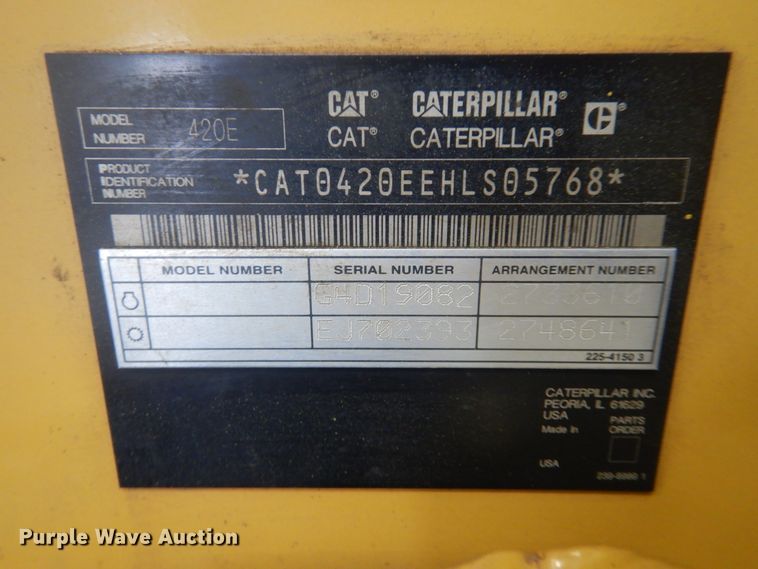 CAT® CATERPILLAR®
MODEL NUMBER 420E
CAT® CATERPILLAR®
PRODUCT IDENTIFICATION NUMBER *CAT0420EEHLS05768*
MODEL NUMBER SERIAL NUMBER ARRANGEMENT NUMBER
G4D19082
EJ702393 2748641
225-4150 3
CATERPILLAR INC.
PEORIA, IL 61629
USA PARTS
Made in ORDER
USA
Purple Wave Auction